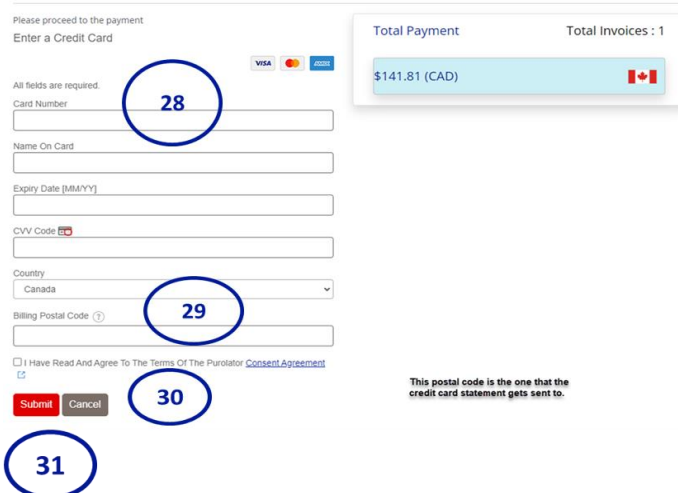 Please proceed to the payment
Enter a Credit Card
VISA
All fields are required.
28
Card Number
Name On Card
Expiry Date [MM/YY]
CVV Code
Country
Canada
29
Billing Postal Code ?
I Have Read And Agree To The Terms Of The Purolator Consent Agreement
30
Submit Cancel
31
Total Payment Total Invoices : 1
$141.81 (CAD)
This postal code is the one that the
credit card statement gets sent to.